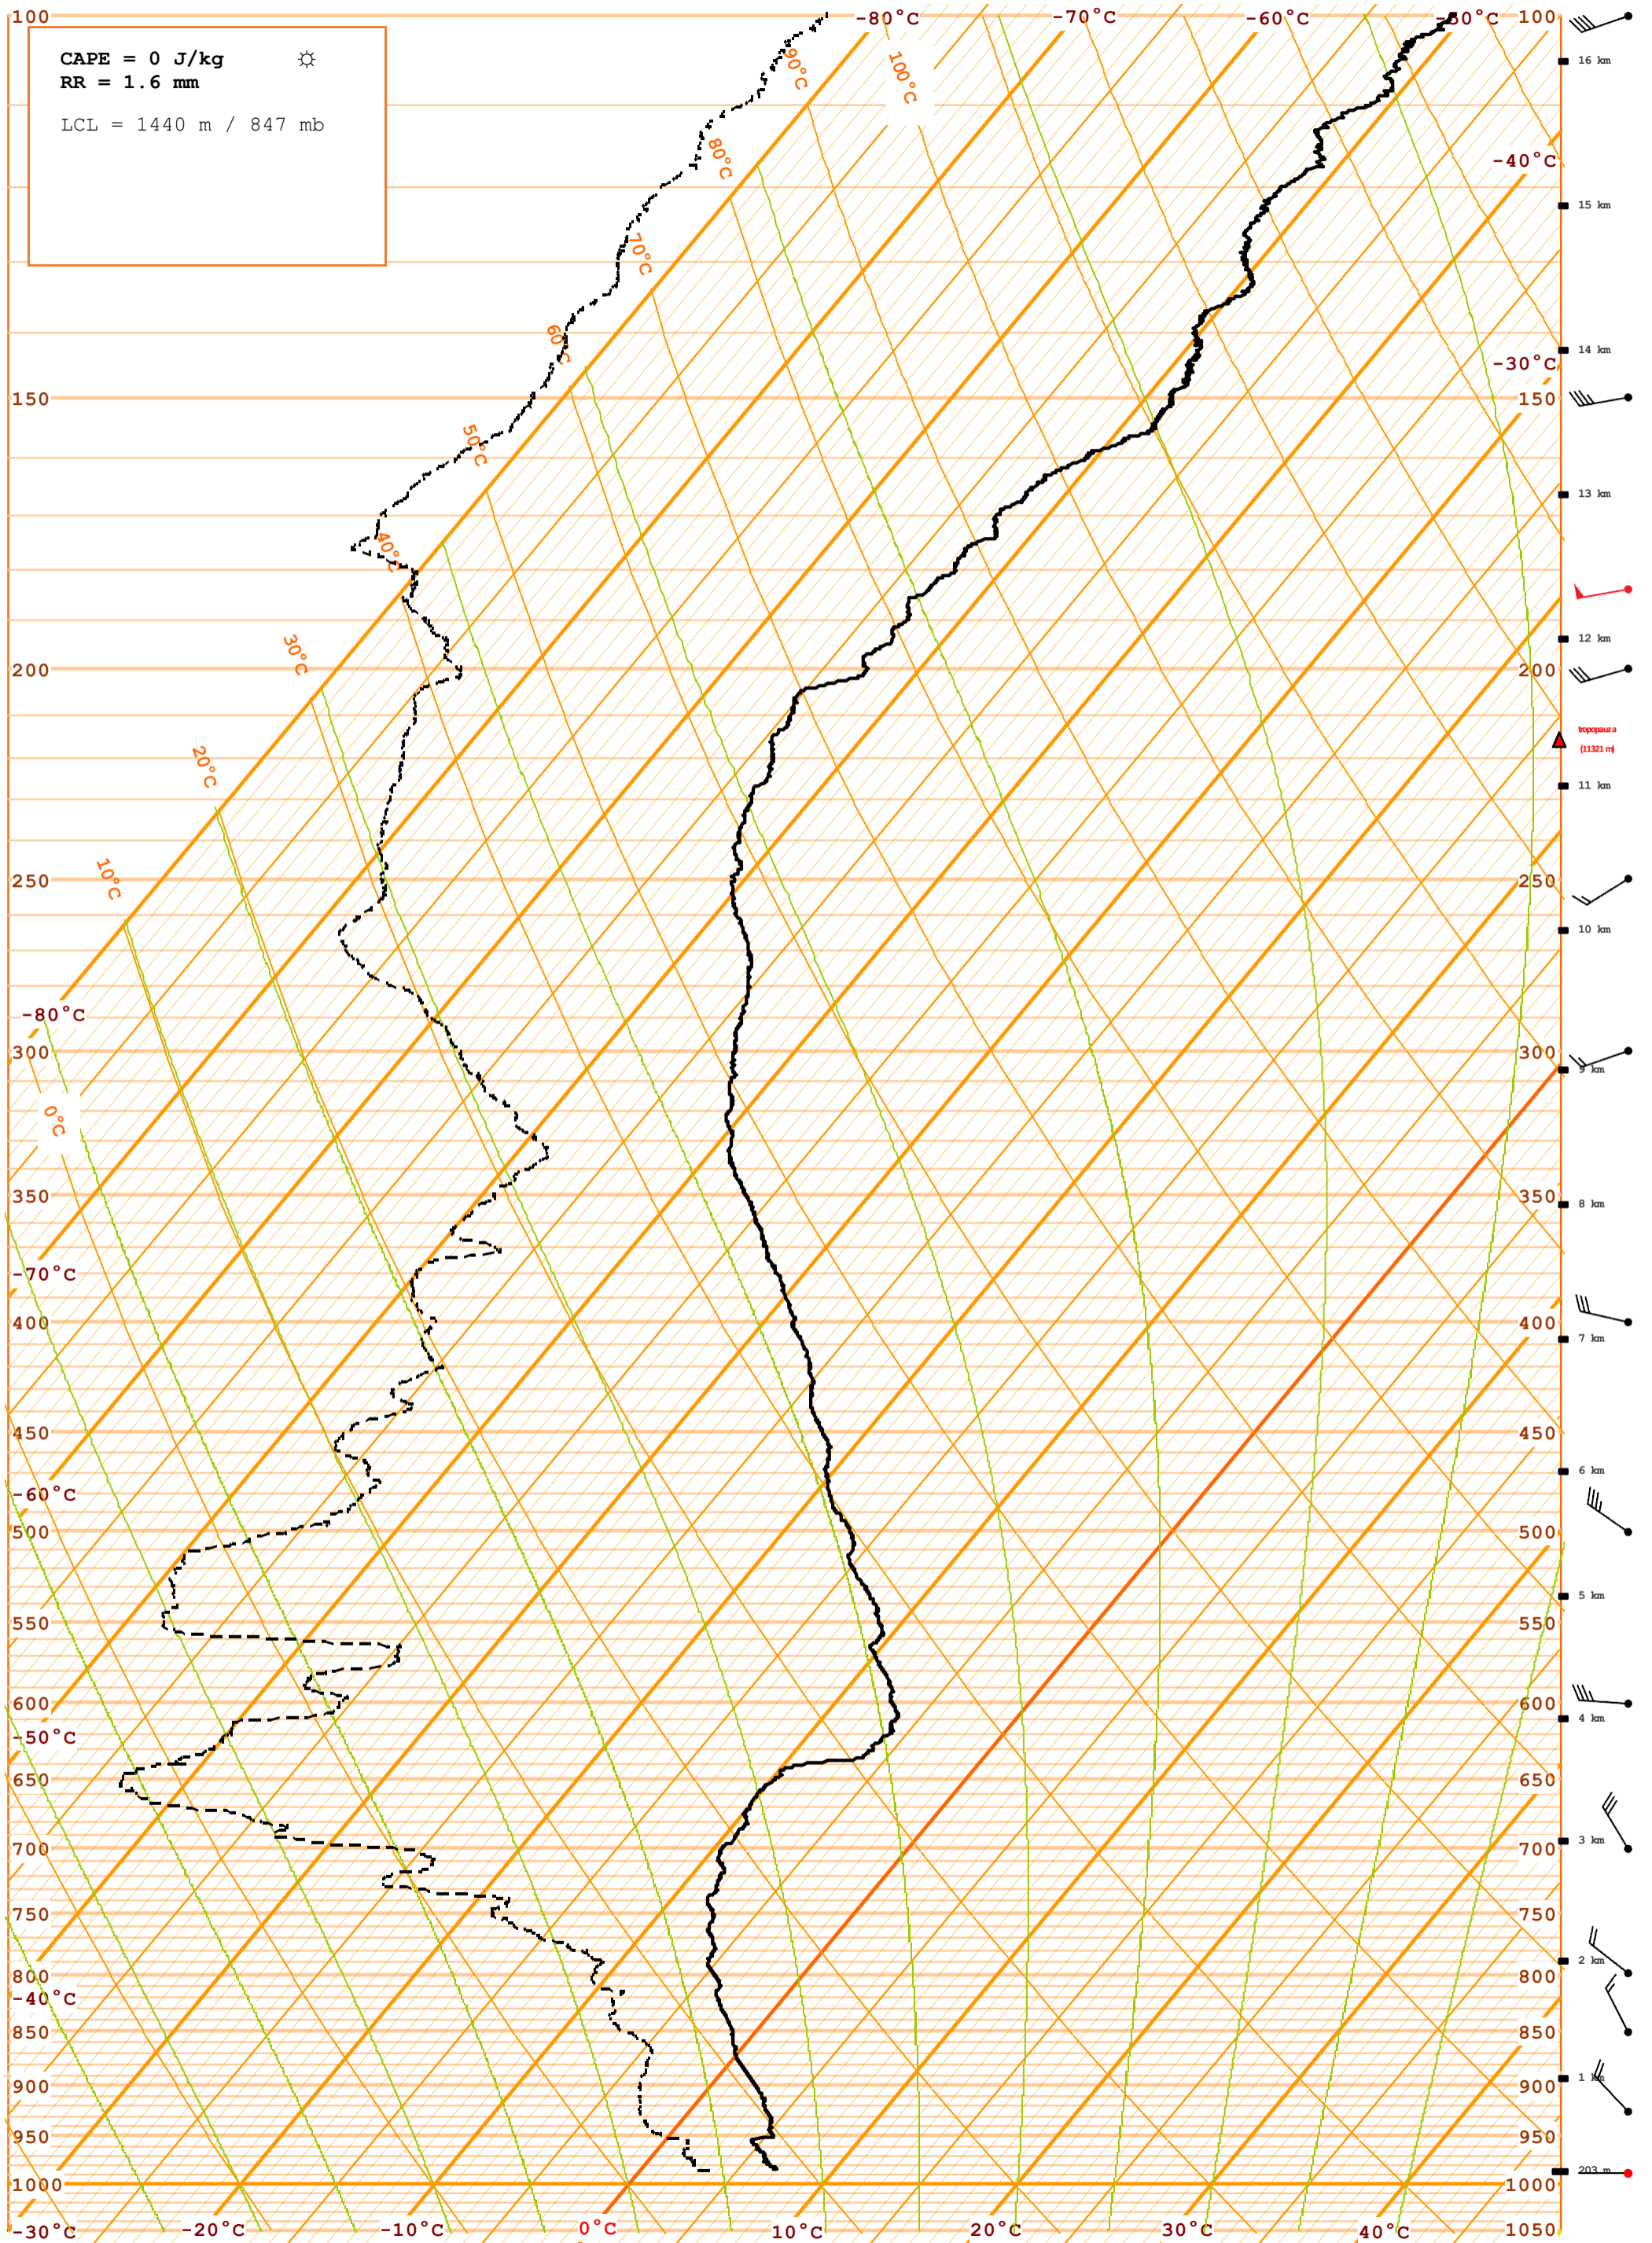 100 -80°C -70°C -60°C -50°C 100
CAPE = 0 J/kg ☼
RR = 1.6 mm
LCL = 1440 m / 847 mb
90°C 100°C
16 km
80°C
-40°C
15 km
70°C
60°C
14 km
-30°C
150 150
50°C
13 km
40°C
12 km
30°C
200 200
tropopauza
(11321 m)
20°C
11 km
10°C
250 250
10 km
-80°C
300 300
9 km
0°C
350 350
8 km
-70°C
400 400
7 km
450 450
6 km
-60°C
500 500
5 km
550 550
600 600
4 km
-50°C
650 650
3 km
700 700
750 750
2 km
800 800
-40°C
850 850
1 km
900 900
950 950
203 m
1000 1000
-30°C -20°C -10°C 0°C 10°C 20°C 30°C 40°C 1050